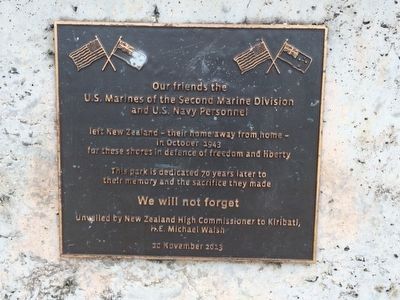 Our friends the
U.S. Marines of the Second Marine Division
and U.S. Navy Personnel
left New Zealand – their home away from home –
in October 1943
for these shores in defence of freedom and liberty
This park is dedicated 70 years later to
their memory and the sacrifice they made
We will not forget
Unveiled by New Zealand High Commissioner to Kiribati,
H.E. Michael Walsh
20 November 2013